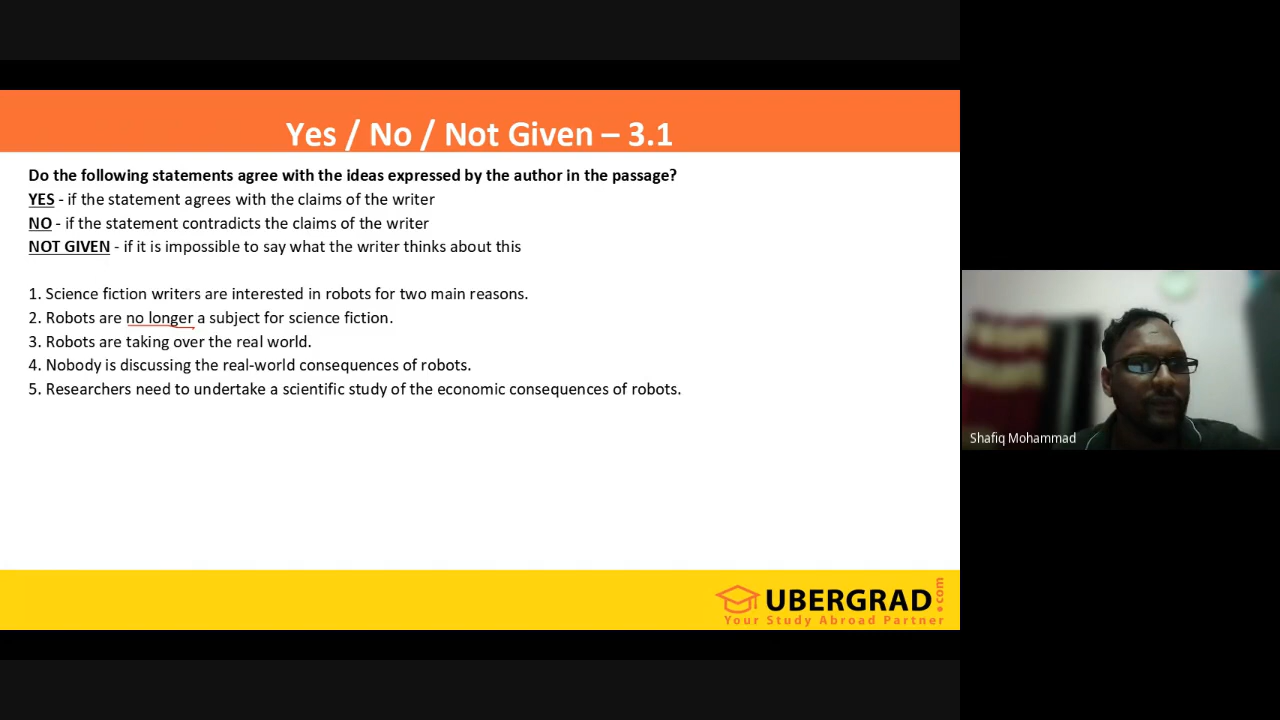 Yes / No / Not Given – 3.1
Do the following statements agree with the ideas expressed by the author in the passage?
YES - if the statement agrees with the claims of the writer
NO - if the statement contradicts the claims of the writer
NOT GIVEN - if it is impossible to say what the writer thinks about this
1. Science fiction writers are interested in robots for two main reasons.
2. Robots are no longer a subject for science fiction.
3. Robots are taking over the real world.
4. Nobody is discussing the real-world consequences of robots.
5. Researchers need to undertake a scientific study of the economic consequences of robots.
Shafiq Mohammad
UBERGRAD.com
Your Study Abroad Partner